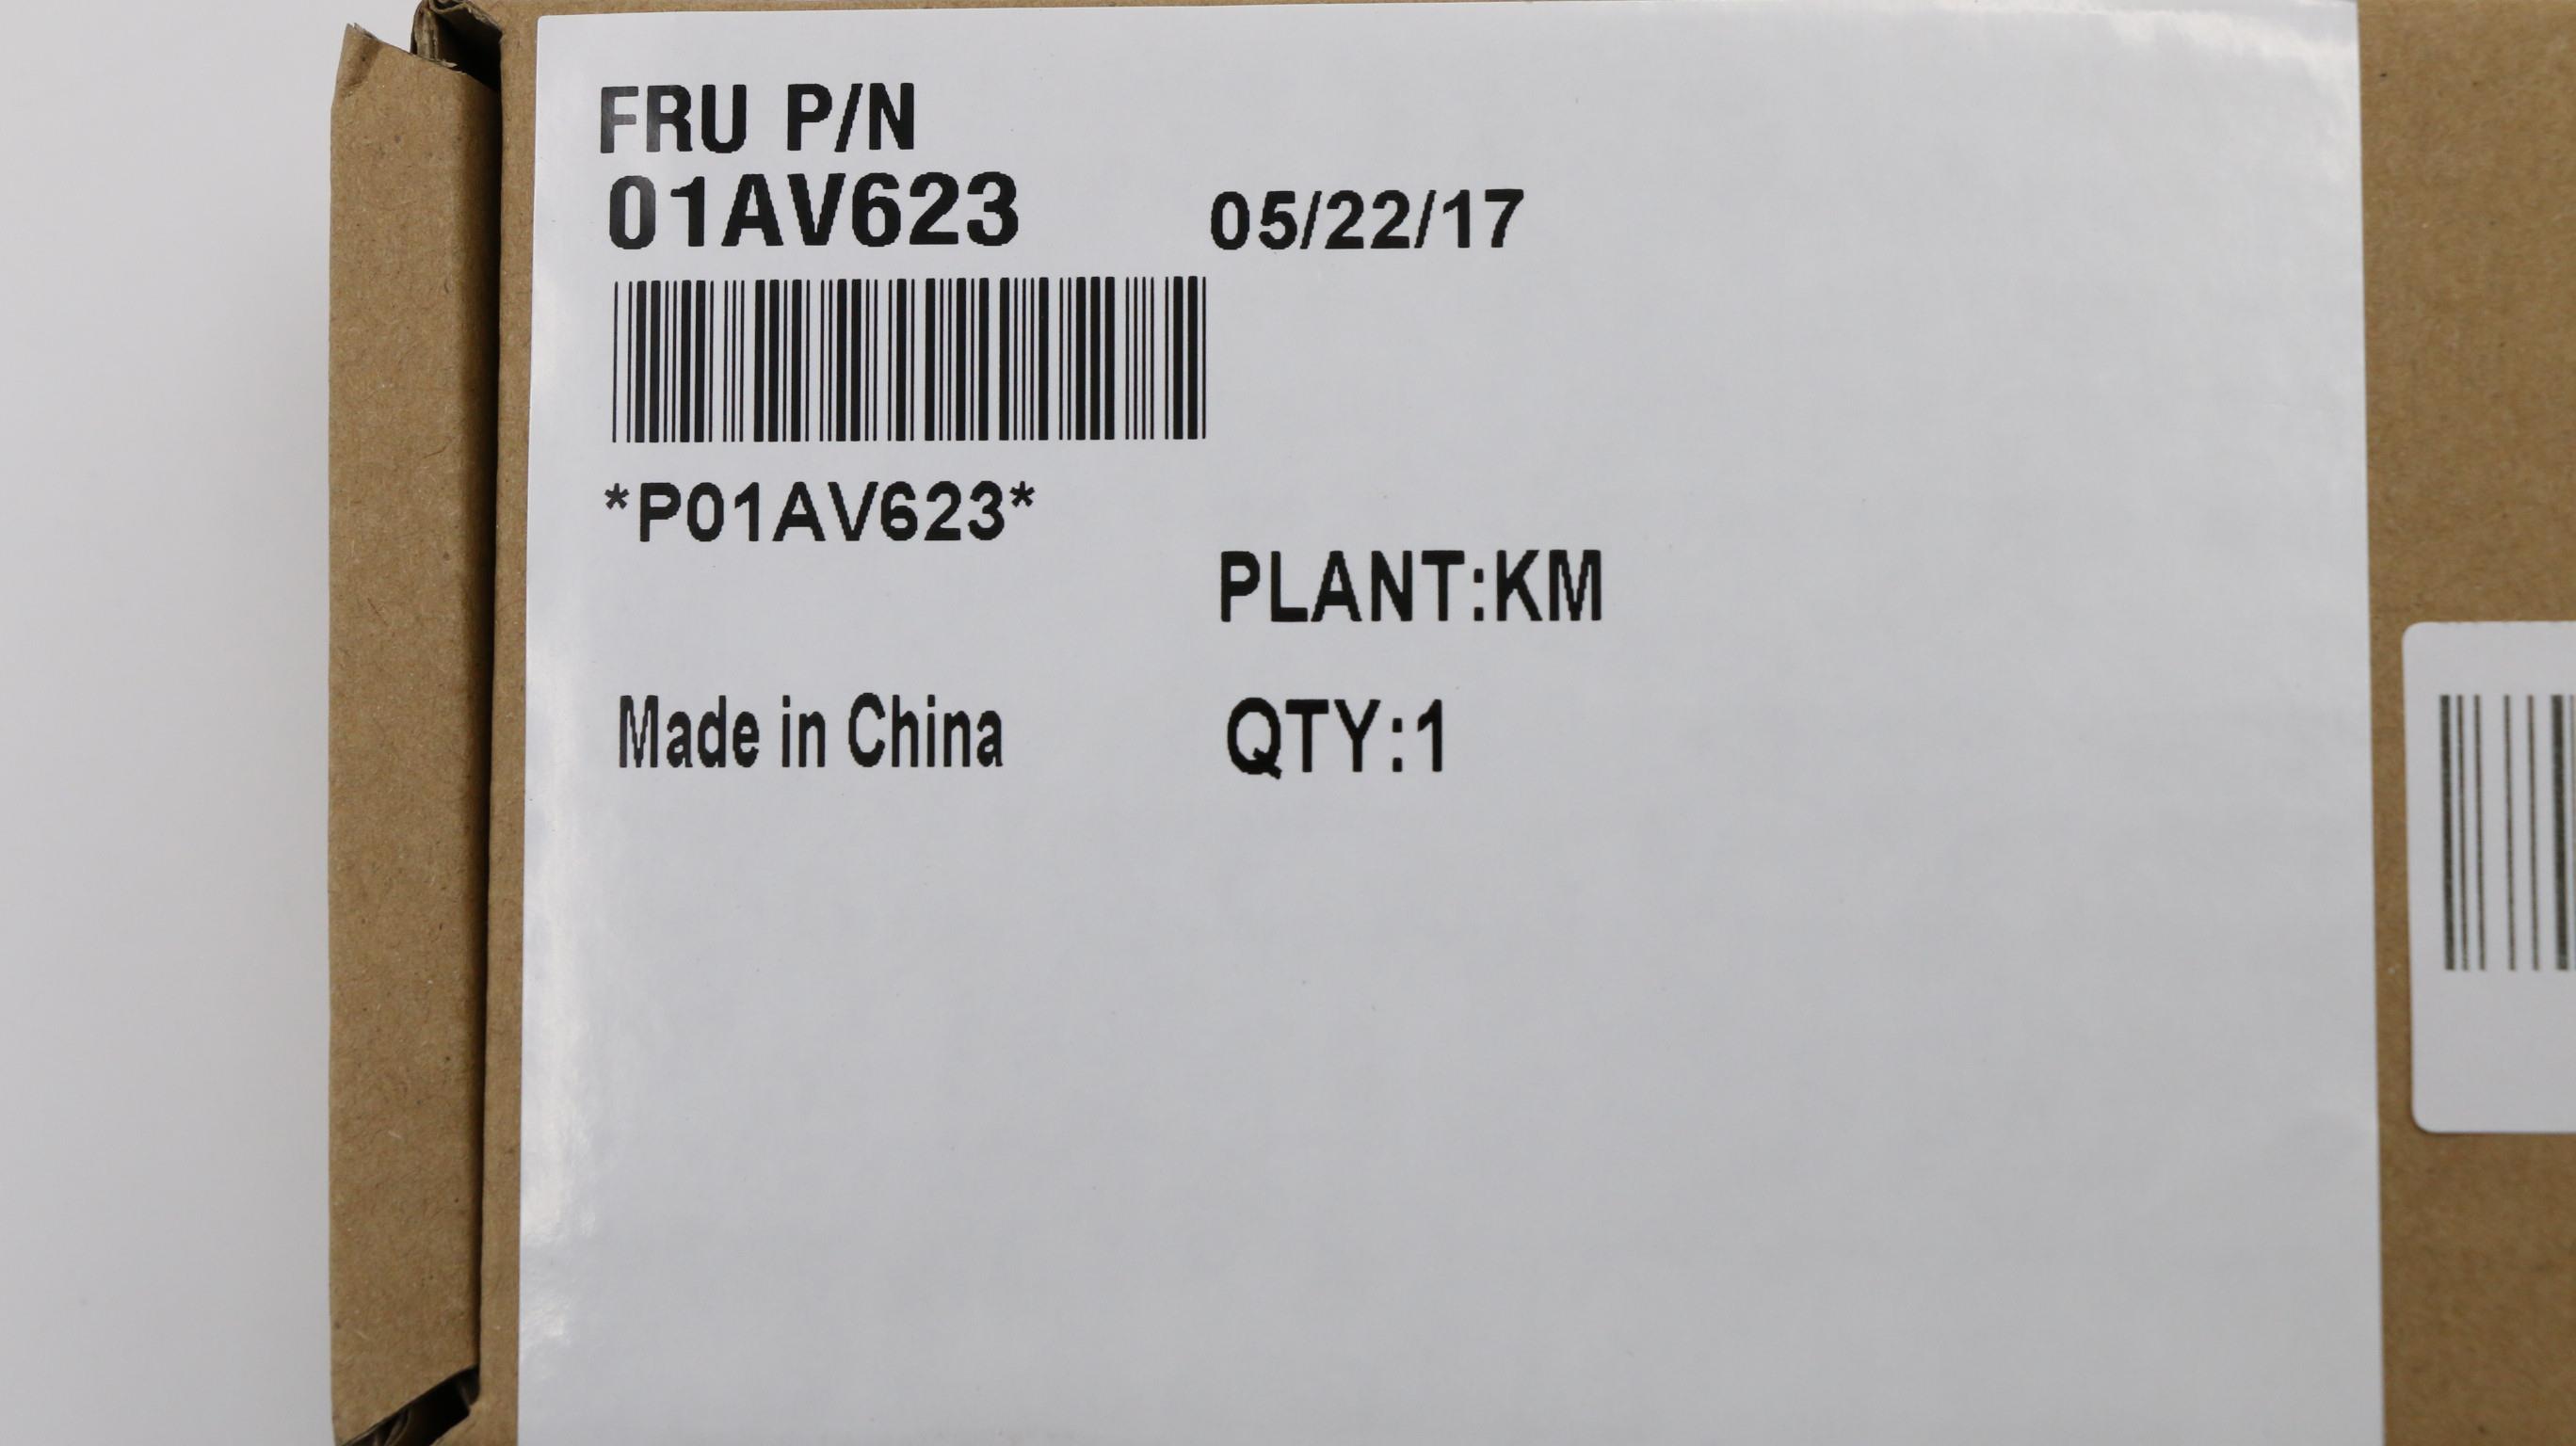 FRU P/N
01AV623 05/22/17
*P01AV623*
PLANT:KM
Made in China QTY:1